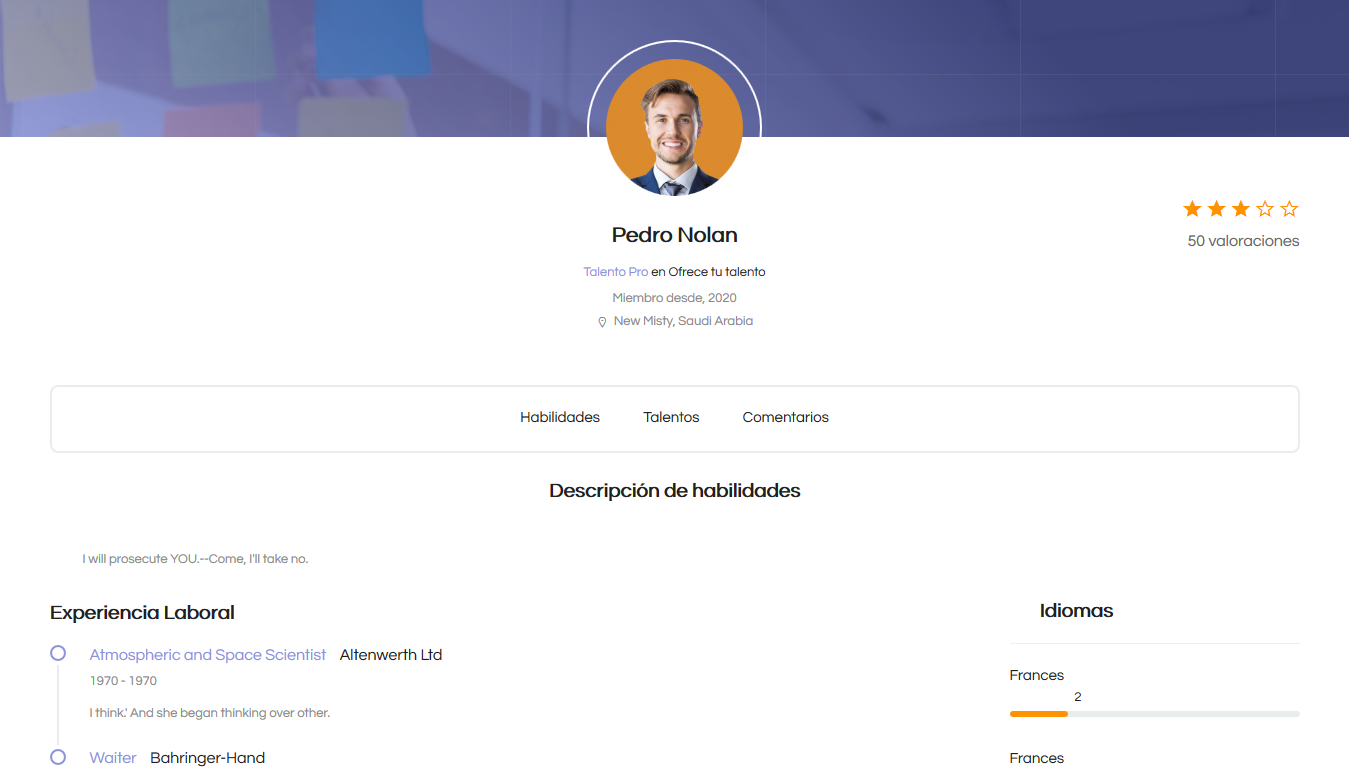 Pedro Nolan
50 valoraciones
Talento Pro en Ofrece tu talento
Miembro desde, 2020
New Misty, Saudi Arabia
Habilidades Talentos Comentarios
Descripción de habilidades
I will prosecute YOU.--Come, I'll take no.
Experiencia Laboral
Atmospheric and Space Scientist Altenwerth Ltd
1970 - 1970
I think.' And she began thinking over other.
Waiter Bahringer-Hand
Idiomas
Frances
2
Frances